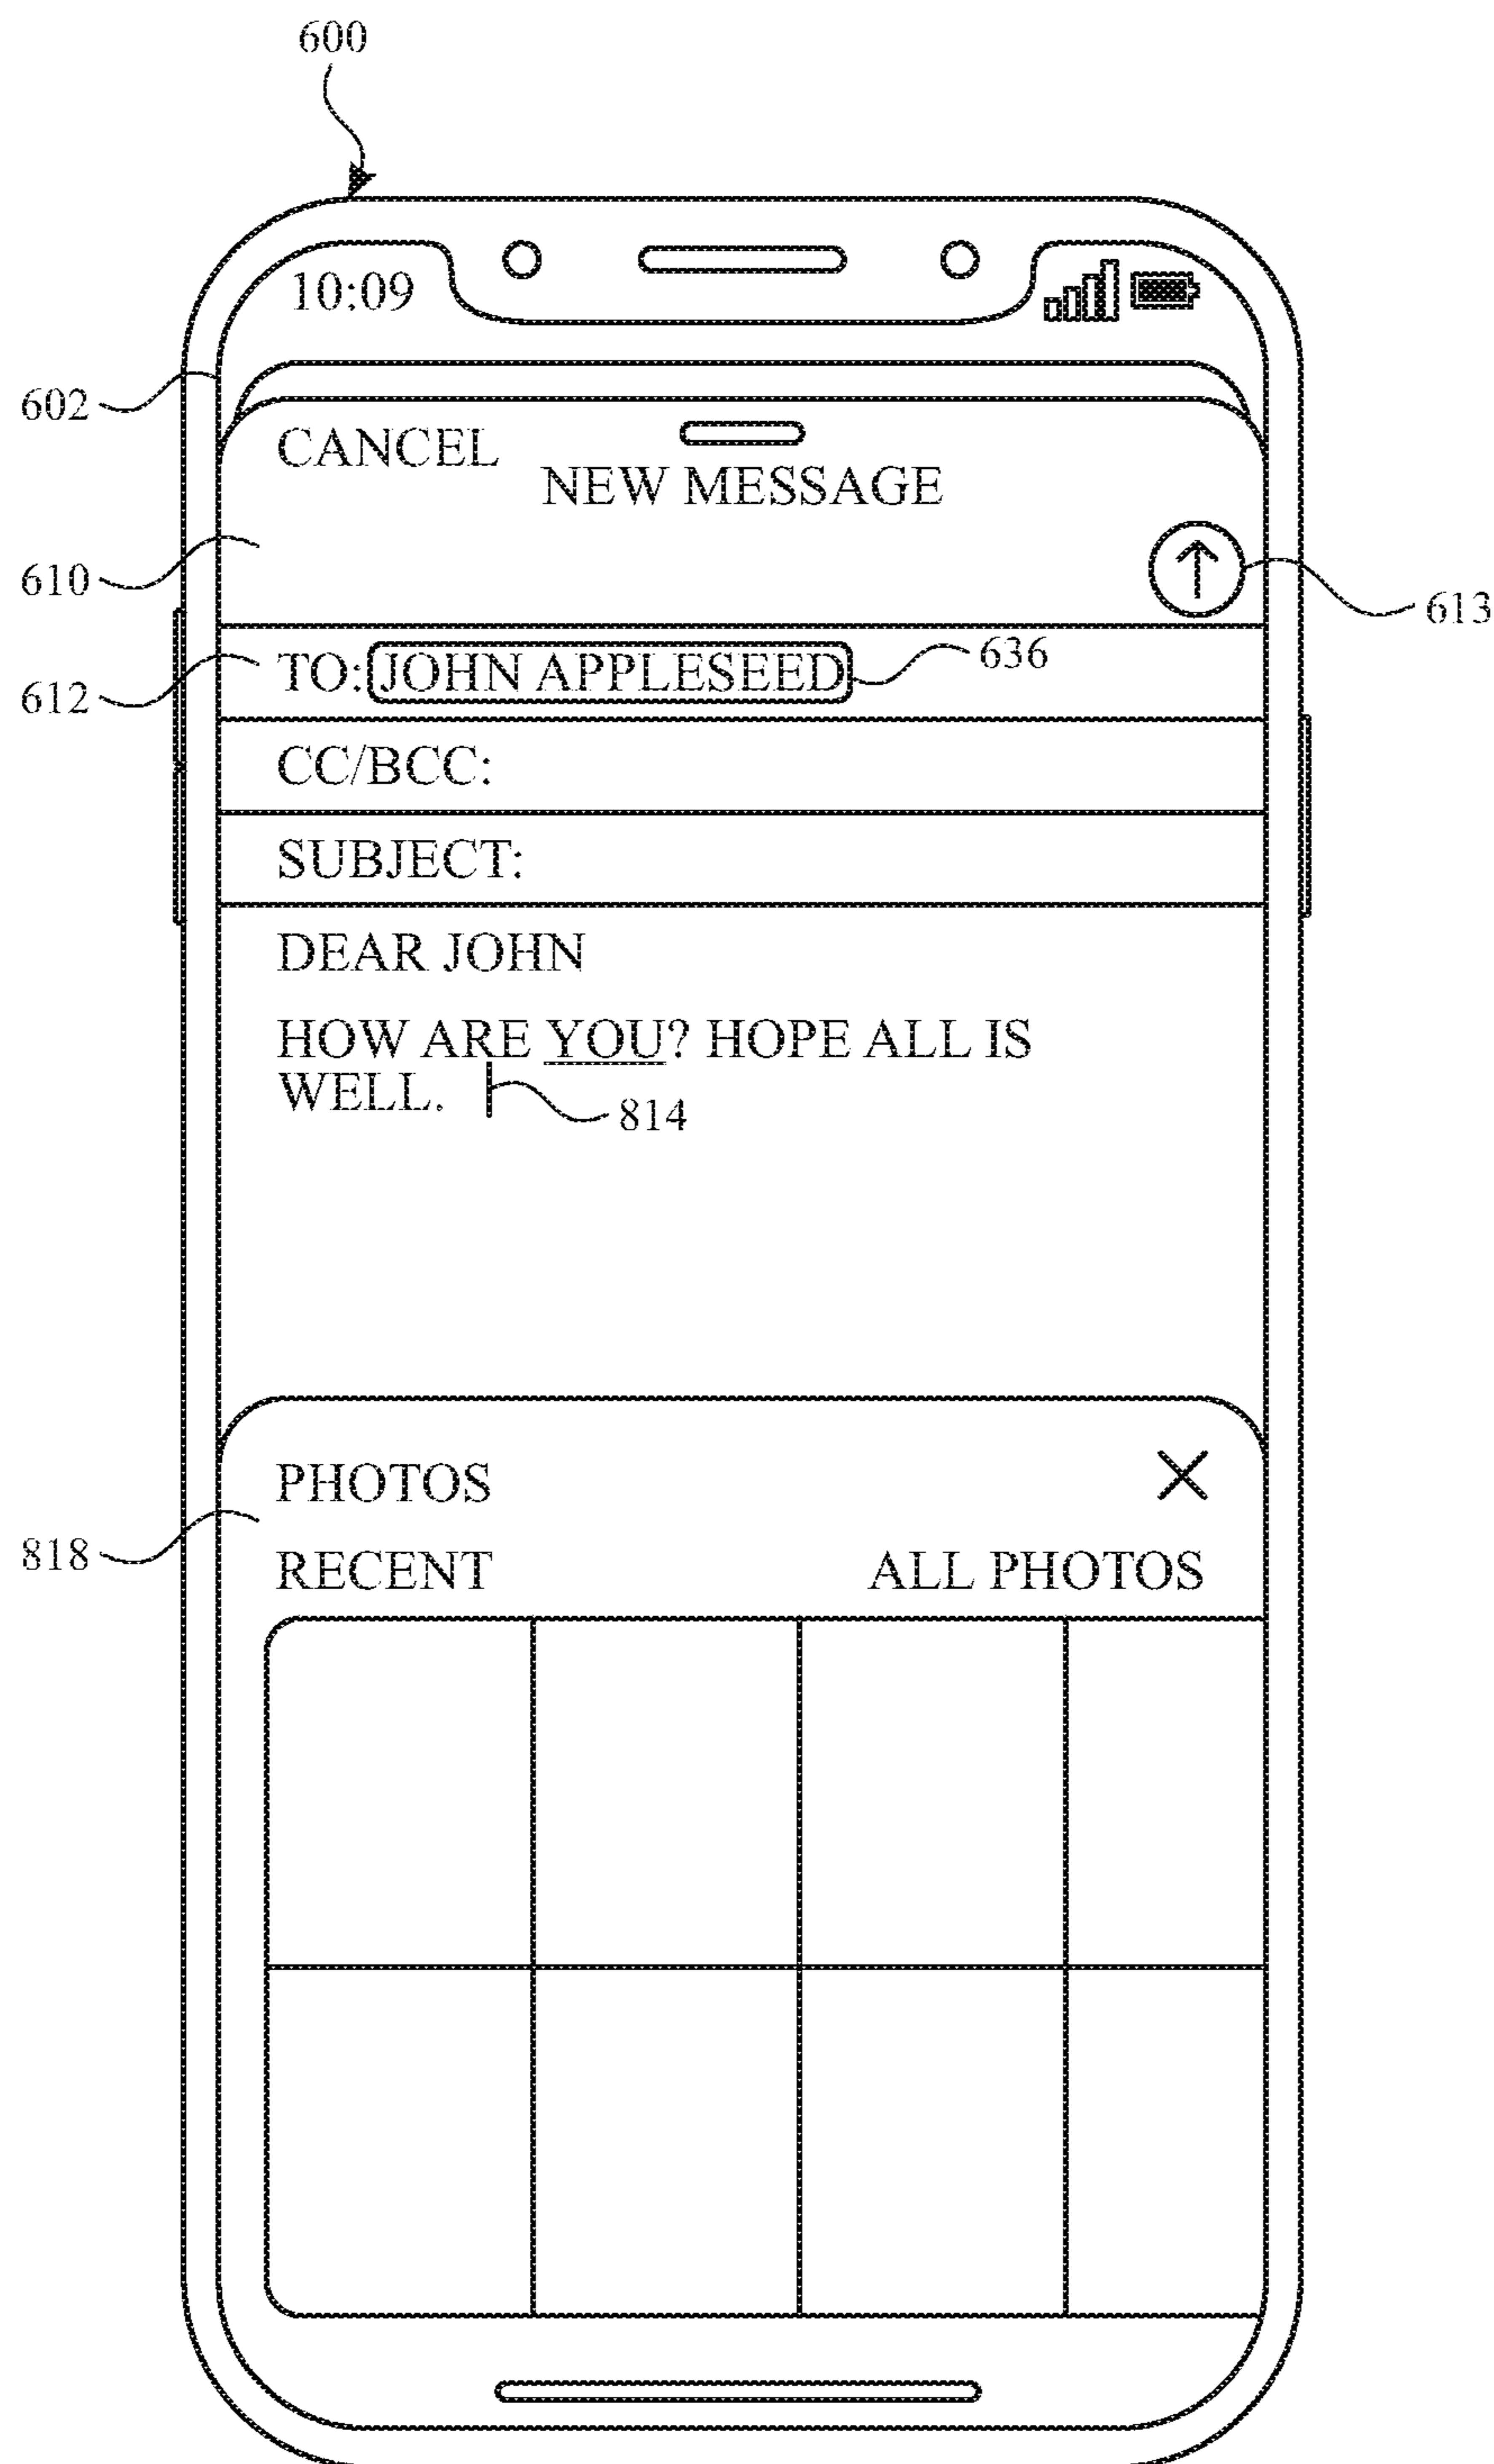 600
10:09
602
CANCEL
NEW MESSAGE
610
613
612
TO: JOHN APPLESEED
636
CC/BCC:
SUBJECT:
DEAR JOHN
HOW ARE YOU? HOPE ALL IS
WELL.
814
PHOTOS
818
RECENT
ALL PHOTOS